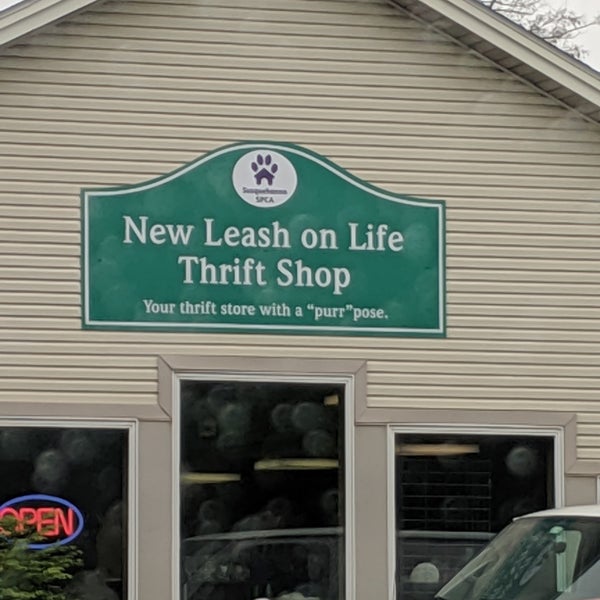 Susquehanna
SPCA
New Leash on Life
Thrift Shop
Your thrift store with a "purr"pose.
OPEN